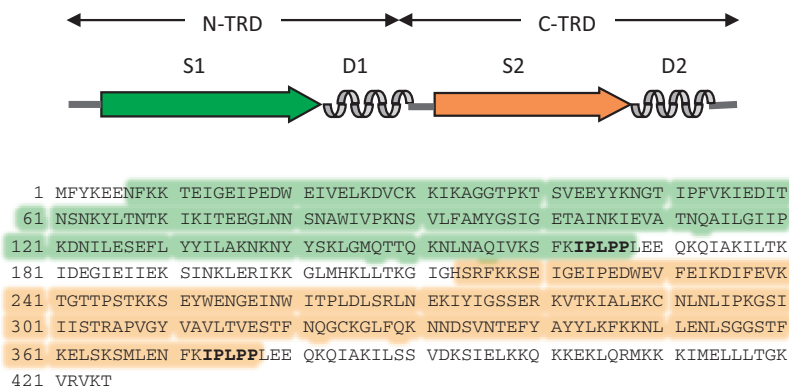 N-TRD C-TRD
S1 D1 S2 D2
1 MFYKEENFKK TEIGEIPEDW EIVELKDVCK KIKAGGTPKT SVEEYYKNGT IPFVKIEDIT
61 NSNKYLTNTK IKITEEGLNN SNAWIVPKNS VLFAMYGSIG ETAINKIEVA TNQAILGIIP
121 KDNILESEFL YYILAKNKNY YSKLGMQTTQ KNLNAQIVKS FKIPLPPLEE QKQIAKILTK
181 IDEGIEIIEK SINKLERIKK GLMHKLLTKG IGHSRFKKSE IGEIPEDWEV FEIKDIFEVK
241 TGTTPSTKKS EYWENGEINW ITPLDLSRLN EKIYIGSSER KVTKIALEKC NLNLIPKGSI
301 IISTRAPVGY VAVLTVESTF NQGCKGLFQK NNDSVNTEFY AYYLKFKKNL LENLSGGSTF
361 KELSKSMLEN FKIPLPPLEE QKQIAKILSS VDKSIELKKQ KKEKLQRMKK KIMELLLTGK
421 VRVKT